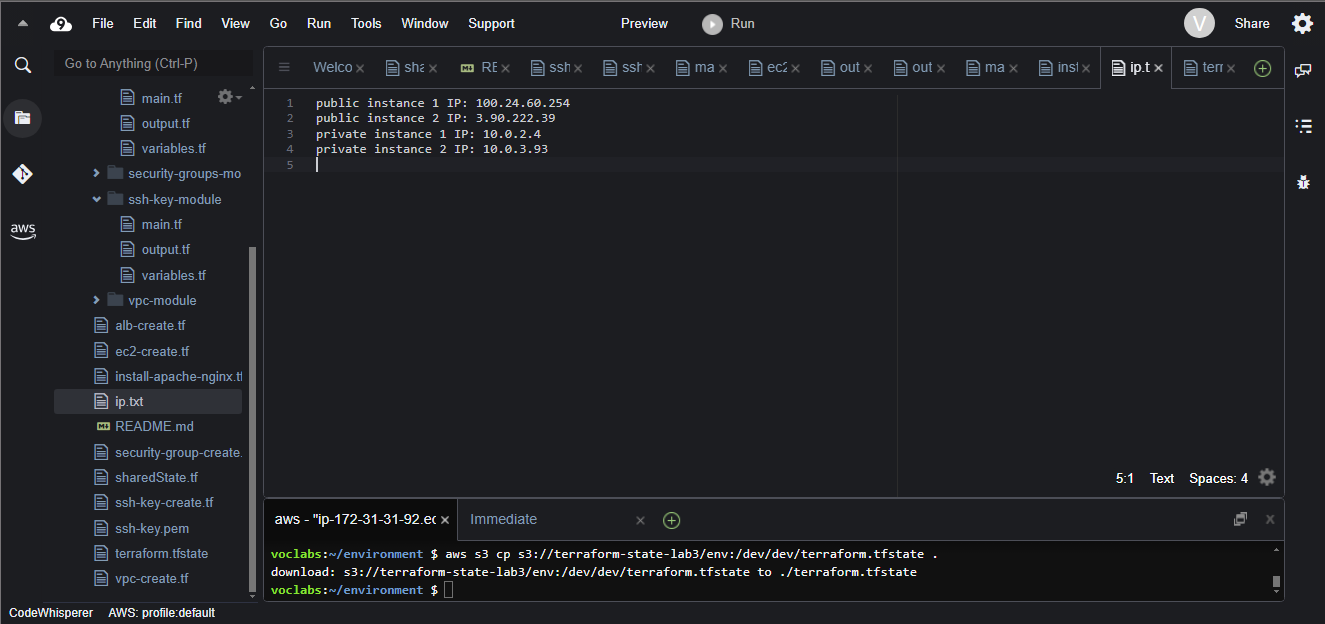 File Edit Find View Go Run Tools Window Support Preview Run V Share
Go to Anything (Ctrl-P)
Welco sha RE ssh ssh ma ec2 out out ma inst ip.t terr
main.tf
output.tf
variables.tf
security-groups-mo
ssh-key-module
main.tf
output.tf
variables.tf
vpc-module
alb-create.tf
ec2-create.tf
install-apache-nginx.tf
ip.txt
README.md
security-group-create.
sharedState.tf
ssh-key-create.tf
ssh-key.pem
terraform.tfstate
vpc-create.tf
aws
1 public instance 1 IP: 100.24.60.254
2 public instance 2 IP: 3.90.222.39
3 private instance 1 IP: 10.0.2.4
4 private instance 2 IP: 10.0.3.93
5
5:1 Text Spaces: 4
aws - "ip-172-31-31-92.ec Immediate
voclabs:~/environment $ aws s3 cp s3://terraform-state-lab3/env:/dev/dev/terraform.tfstate .
download: s3://terraform-state-lab3/env:/dev/dev/terraform.tfstate to ./terraform.tfstate
voclabs:~/environment $
CodeWhisperer AWS: profile:default